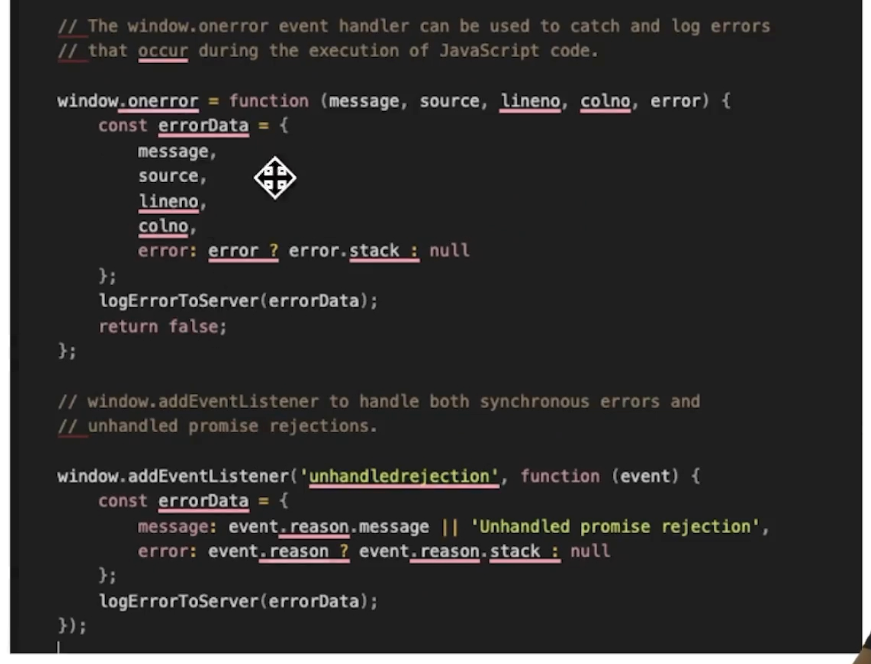 // The window.onerror event handler can be used to catch and log errors
// that occur during the execution of JavaScript code.
window.onerror = function (message, source, lineno, colno, error) {
const errorData = {
message,
source,
lineno,
colno,
error: error ? error.stack : null
};
logErrorToServer(errorData);
return false;
};
// window.addEventListener to handle both synchronous errors and
// unhandled promise rejections.
window.addEventListener('unhandledrejection', function (event) {
const errorData = {
message: event.reason.message || 'Unhandled promise rejection',
error: event.reason ? event.reason.stack : null
};
logErrorToServer(errorData);
});